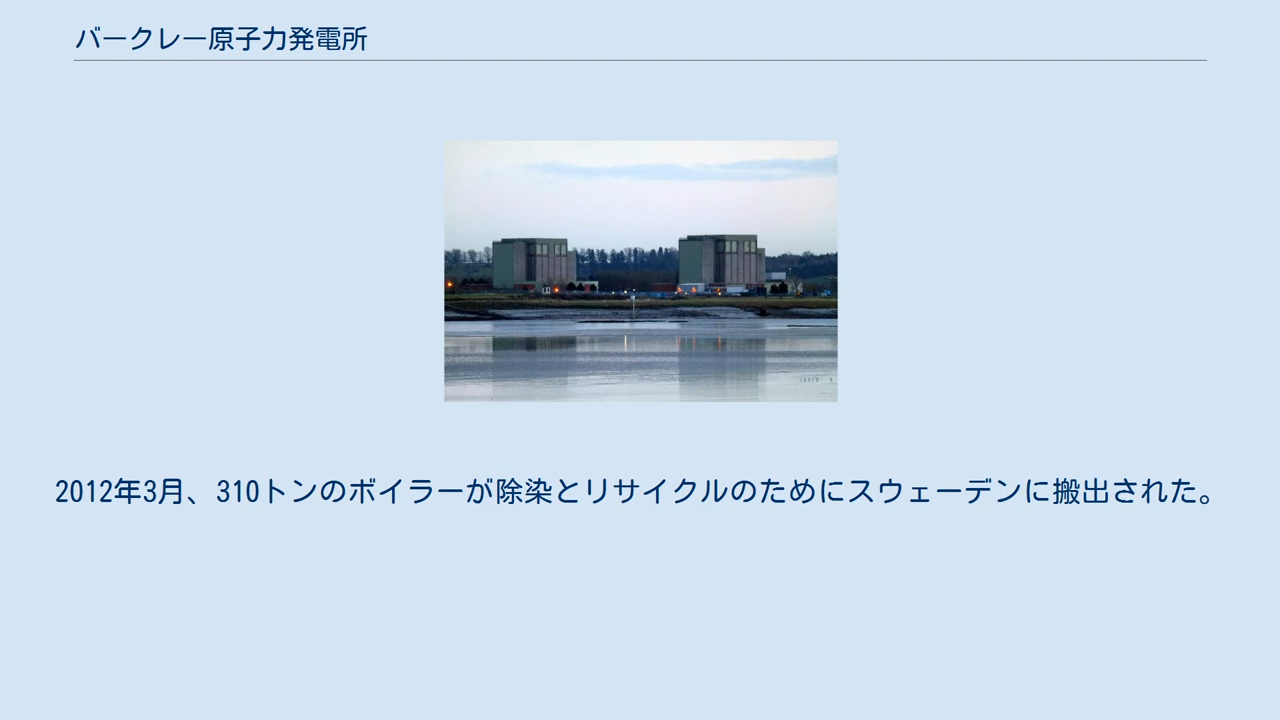 バークレー原子力発電所
2012年3月、310トンのボイラーが除染とリサイクルのためにスウェーデンに搬出された。